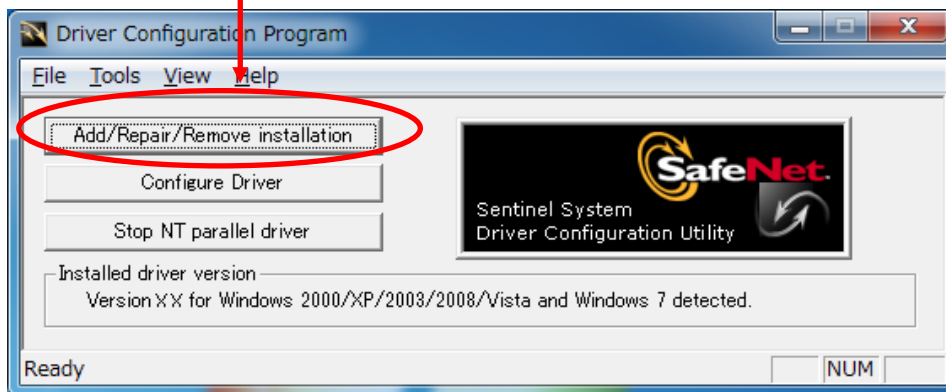 Driver Configuration Program
File Tools View Help
Add/Repair/Remove installation
Configure Driver
Stop NT parallel driver
SafeNet.
Sentinel System
Driver Configuration Utility
Installed driver version
Version XX for Windows 2000/XP/2003/2008/Vista and Windows 7 detected.
Ready
NUM